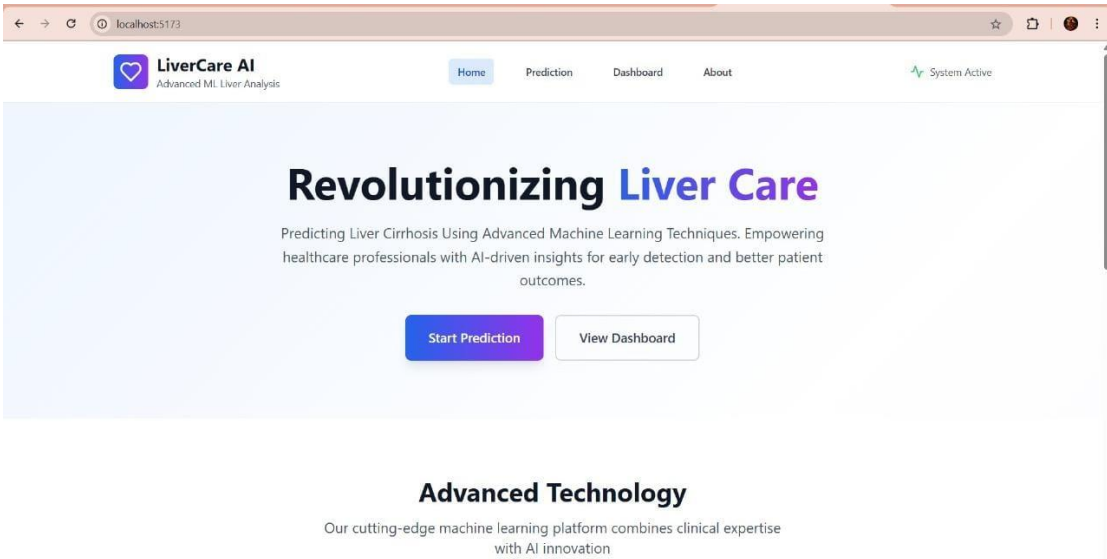 localhost:5173
LiverCare AI
Advanced ML Liver Analysis
Home
Prediction
Dashboard
About
System Active
Revolutionizing Liver Care
Predicting Liver Cirrhosis Using Advanced Machine Learning Techniques. Empowering
healthcare professionals with AI-driven insights for early detection and better patient
outcomes.
Start Prediction
View Dashboard
Advanced Technology
Our cutting-edge machine learning platform combines clinical expertise
with AI innovation